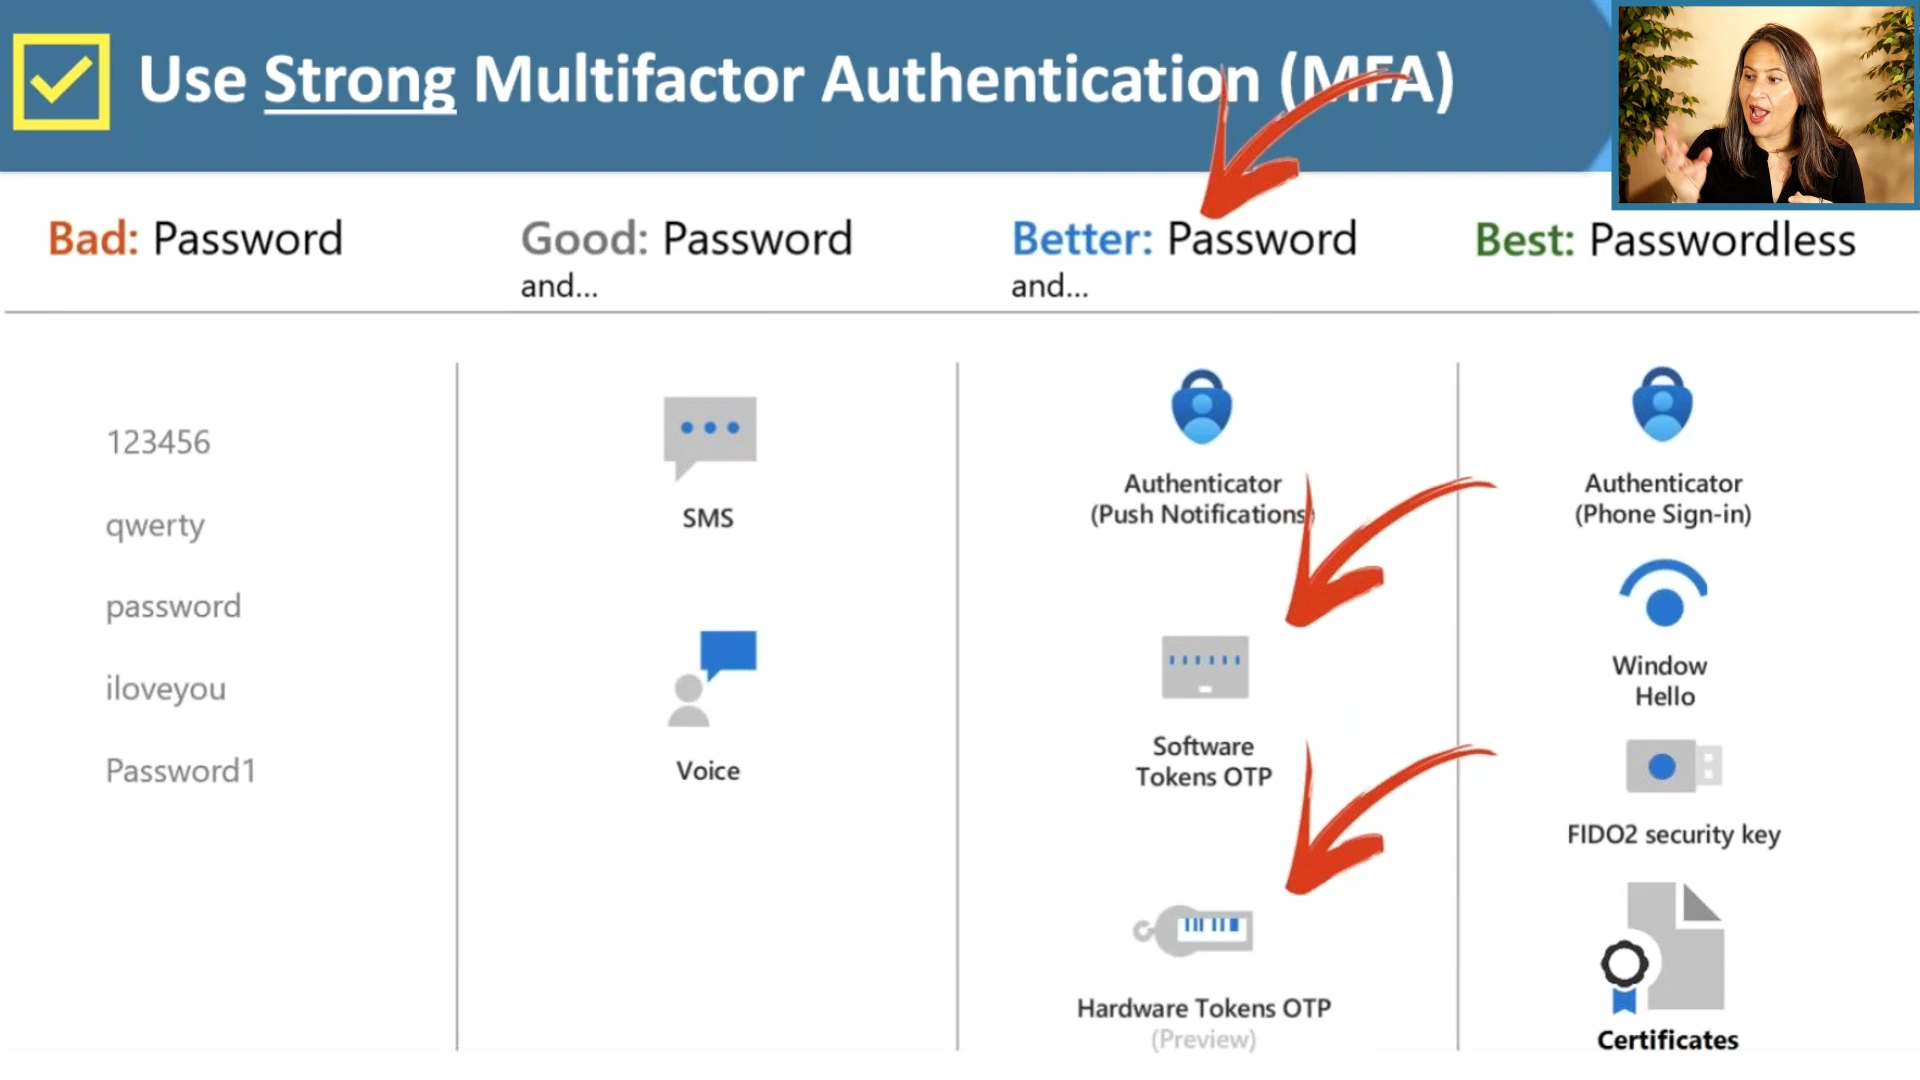 Use Strong Multifactor Authentication (MFA)
Bad: Password
Good: Password
and...
Better: Password
and...
Best: Passwordless
123456
qwerty
password
iloveyou
Password1
SMS
Voice
Authenticator
(Push Notifications)
Software
Tokens OTP
Hardware Tokens OTP
(Preview)
Authenticator
(Phone Sign-in)
Window
Hello
FIDO2 security key
Certificates